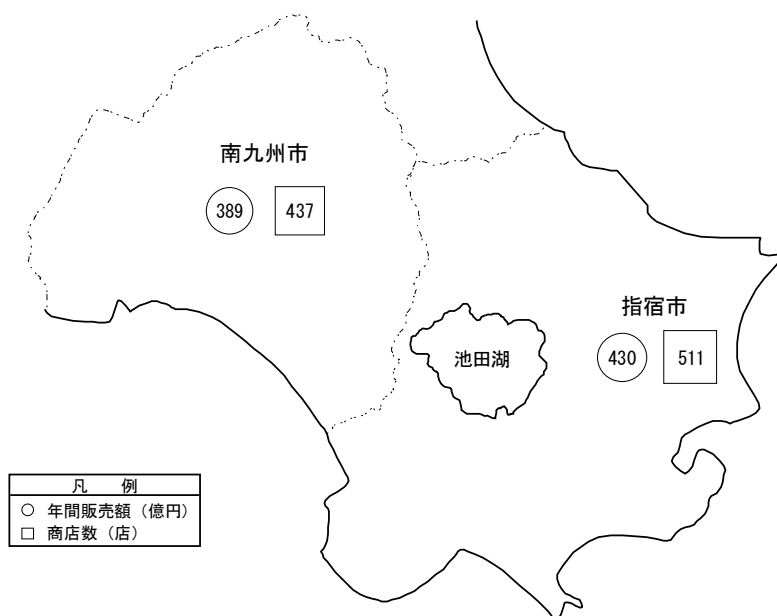 南九州市
389 437
指宿市
池田湖
430 511
凡 例
○ 年間販売額（億円）
□ 商店数（店）